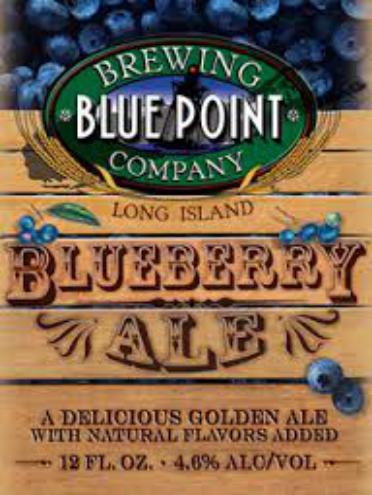 BREWING
BLUE POINT
COMPANY
LONG ISLAND
BLUEBERRY
ALE
A DELICIOUS GOLDEN ALE
WITH NATURAL FLAVORS ADDED
12 FL. OZ. · 4.6% ALC/VOL